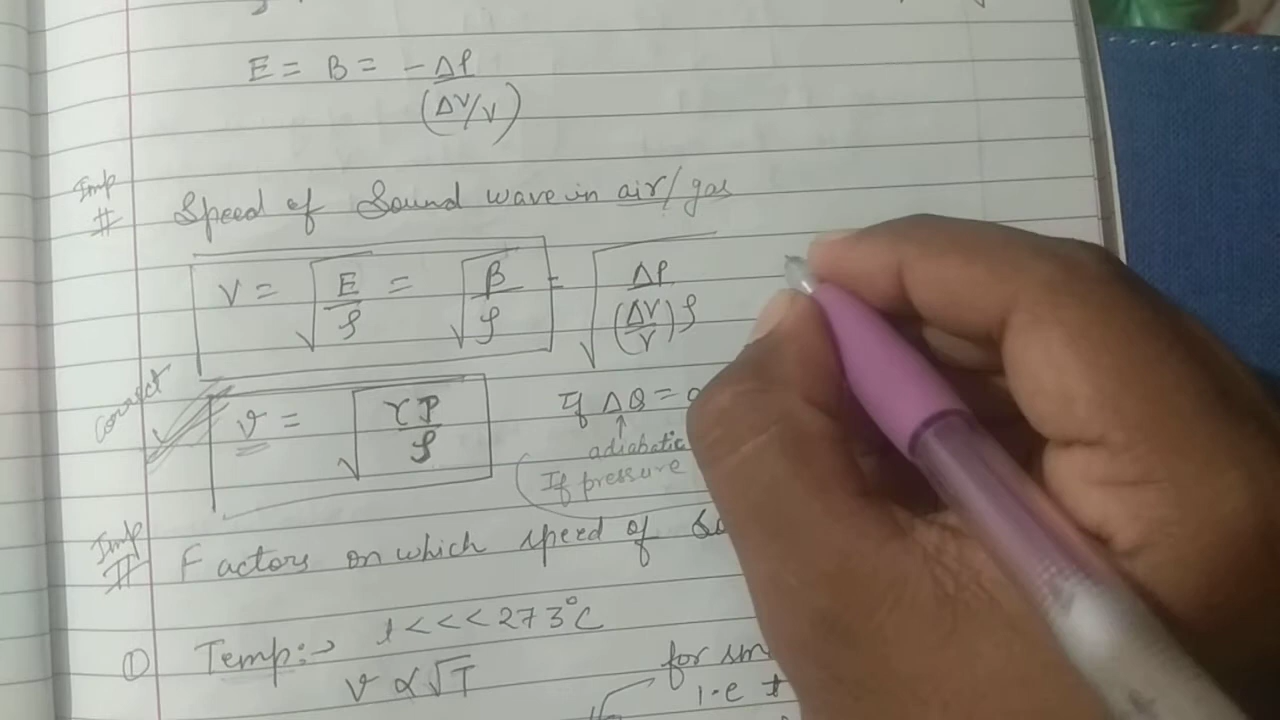 E = B = -ΔP
(ΔV/V)
Imp
# Speed of Sound wave in air/gas
V = √(E/ρ) = √(B/ρ) = √(ΔP/(ΔV/V)ρ)
Correct
v = √(γP/ρ) If ΔQ = 0
adiabatic
If pressure
Imp
# Factors on which speed of
① Temp:→ t <<< 273°C
v ∝ √T for
i.e t